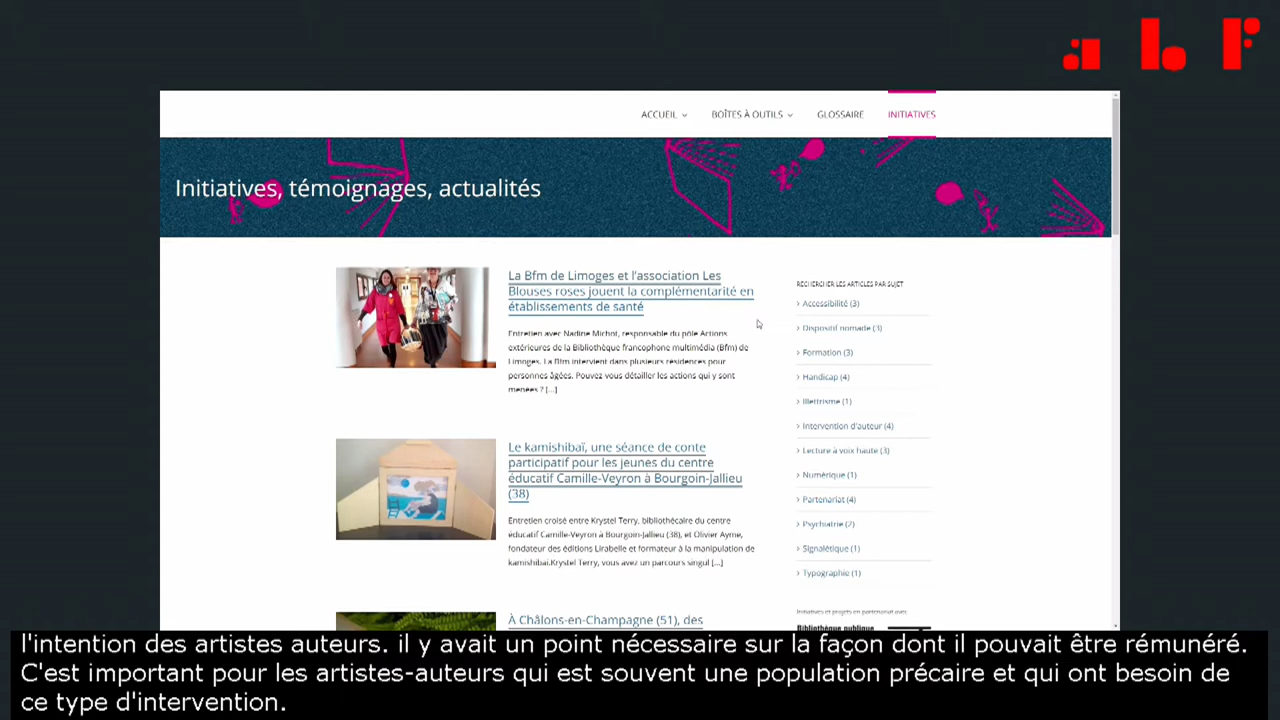 abf
ACCUEIL
BOÎTES À OUTILS
GLOSSAIRE
INITIATIVES
Initiatives, témoignages, actualités
La Bfm de Limoges et l'association Les
Blouses roses jouent la complémentarité en
établissements de santé
Entretien avec Nadine Michot, responsable du pôle Actions
extérieures de la Bibliothèque francophone multimédia (Bfm) de
Limoges. La Bfm intervient dans plusieurs résidences pour
personnes âgées. Pouvez vous détailler les actions qui y sont
menées ? [...]
Le kamishibaï, une séance de conte
participatif pour les jeunes du centre
éducatif Camille-Veyron à Bourgoin-Jallieu
(38)
Entretien croisé entre Krystel Terry, bibliothécaire du centre
éducatif Camille-Veyron à Bourgoin-Jallieu (38), et Olivier Ayme,
fondateur des éditions Lirabelle et formateur à la manipulation de
kamishibaï.Krystel Terry, vous avez un parcours singul [...]
À Châlons-en-Champagne (51), des
RECHERCHER LES ARTICLES PAR SUJET
Accessibilité (3)
Dispositif nomade (3)
Formation (3)
Handicap (4)
Illettrisme (1)
Intervention d'auteur (4)
Lecture à voix haute (3)
Numérique (1)
Partenariat (4)
Psychiatrie (2)
Signalétique (1)
Typographie (1)
Initiatives et projets en partenariat avec
Bibliothèque publique
l'intention des artistes auteurs. il y avait un point nécessaire sur la façon dont il pouvait être rémunéré.
C'est important pour les artistes-auteurs qui est souvent une population précaire et qui ont besoin de
ce type d'intervention.